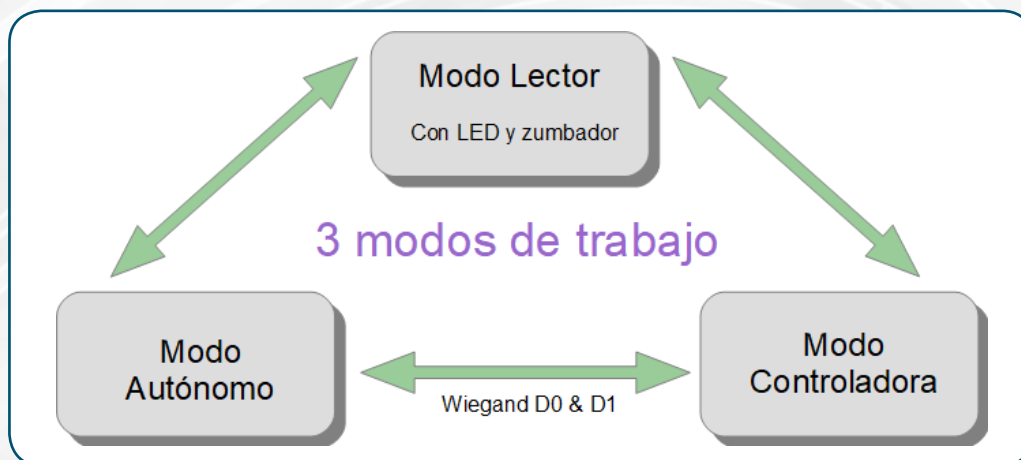 Modo Lector
Con LED y zumbador
3 modos de trabajo
Modo
Autónomo
Wiegand D0 & D1
Modo
Controladora